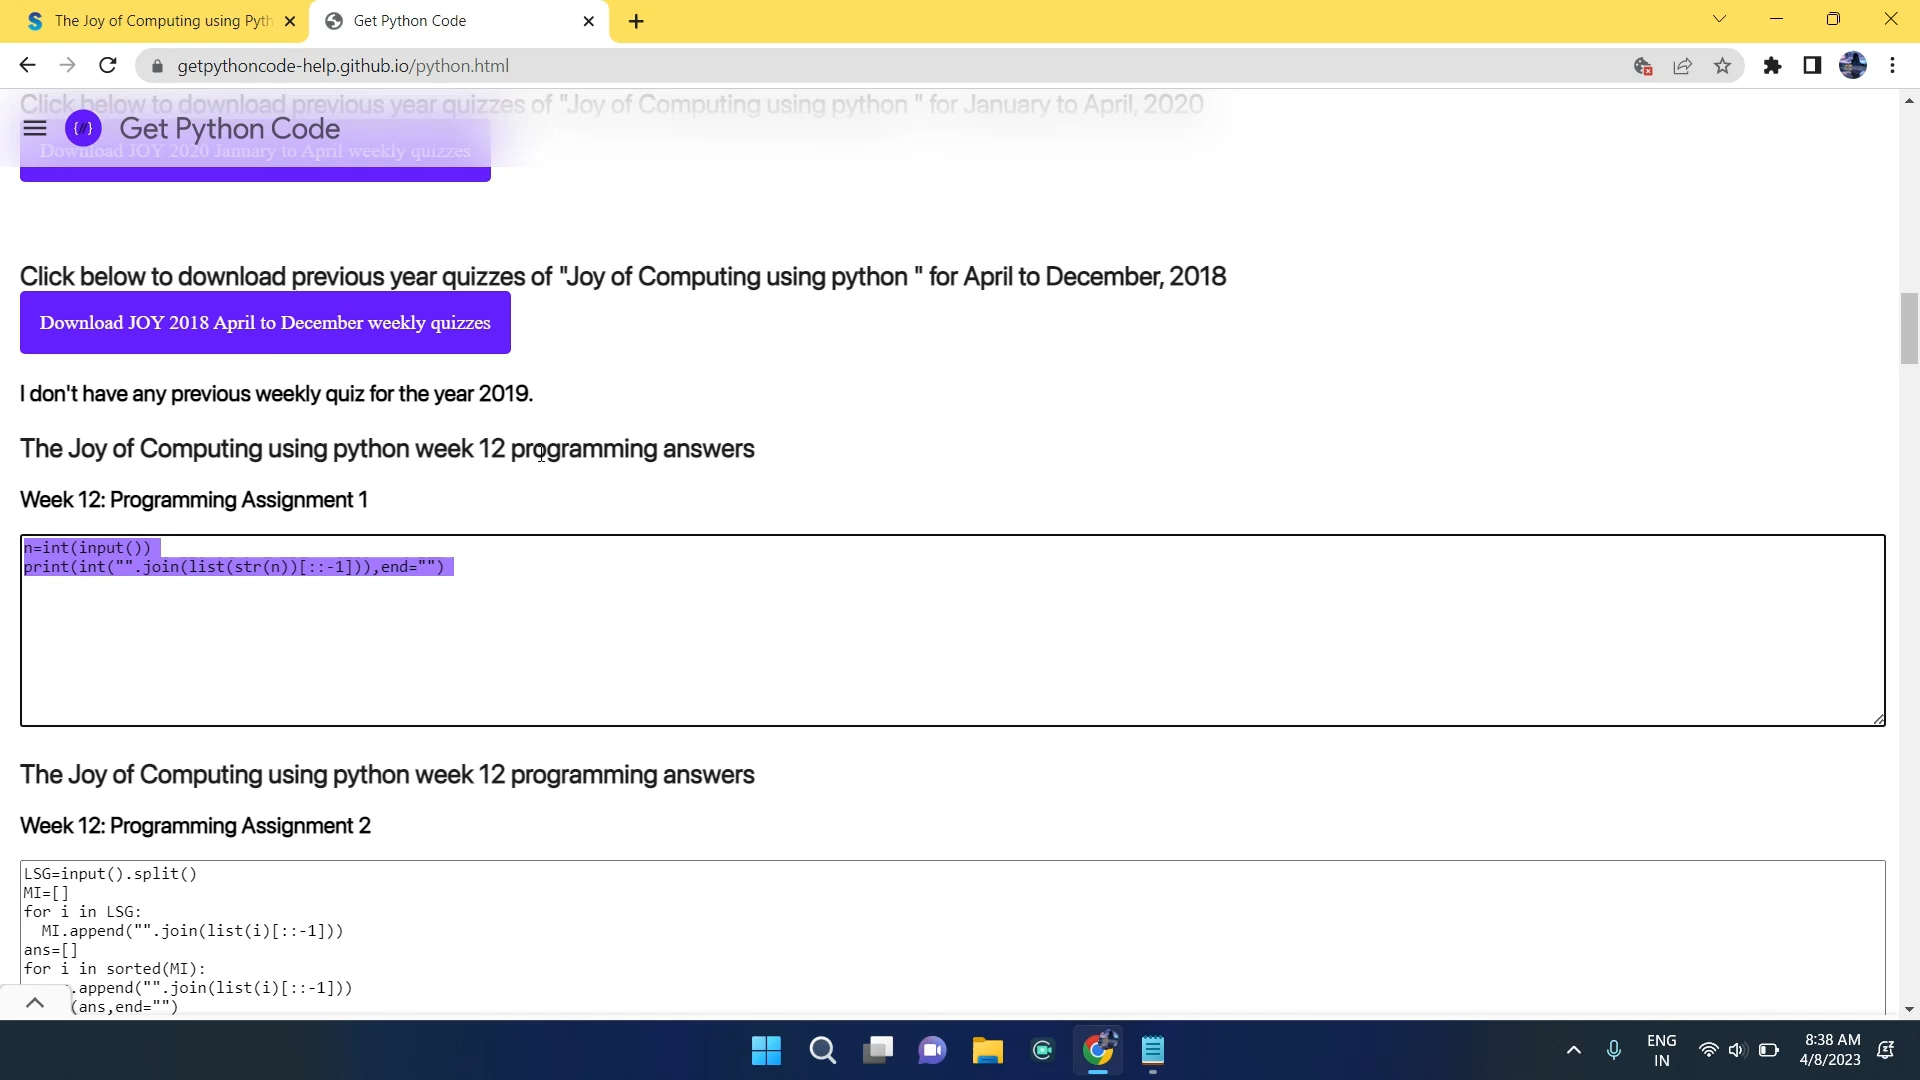 The Joy of Computing using Pyth
Get Python Code
getpythoncode-help.github.io/python.html
Click below to download previous year quizzes of "Joy of Computing using python " for January to April, 2020
{//} Get Python Code
Download JOY 2020 January to April weekly quizzes
Click below to download previous year quizzes of "Joy of Computing using python " for April to December, 2018
Download JOY 2018 April to December weekly quizzes
I don't have any previous weekly quiz for the year 2019.
The Joy of Computing using python week 12 programming answers
Week 12: Programming Assignment 1
n=int(input())
print(int("".join(list(str(n))[::-1])),end="")
The Joy of Computing using python week 12 programming answers
Week 12: Programming Assignment 2
LSG=input().split()
MI=[]
for i in LSG:
  MI.append("".join(list(i)[::-1]))
ans=[]
for i in sorted(MI):
.append("".join(list(i)[::-1]))
(ans,end="")
ENG
IN
8:38 AM
4/8/2023